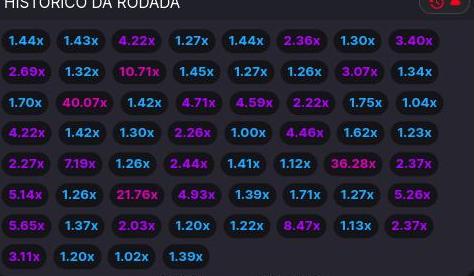 HISTÓRICO DA RODADA
1.44x 1.43x 4.22x 1.27x 1.44x 2.36x 1.30x 3.40x
2.69x 1.32x 10.71x 1.45x 1.27x 1.26x 3.07x 1.34x
1.70x 40.07x 1.42x 4.71x 4.59x 2.22x 1.75x 1.04x
4.22x 1.42x 1.30x 2.26x 1.00x 4.46x 1.62x 1.23x
2.27x 7.19x 1.26x 2.44x 1.41x 1.12x 36.28x 2.37x
5.14x 1.26x 21.76x 4.93x 1.39x 1.71x 1.27x 5.26x
5.65x 1.37x 2.03x 1.20x 1.22x 8.47x 1.13x 2.37x
3.11x 1.20x 1.02x 1.39x